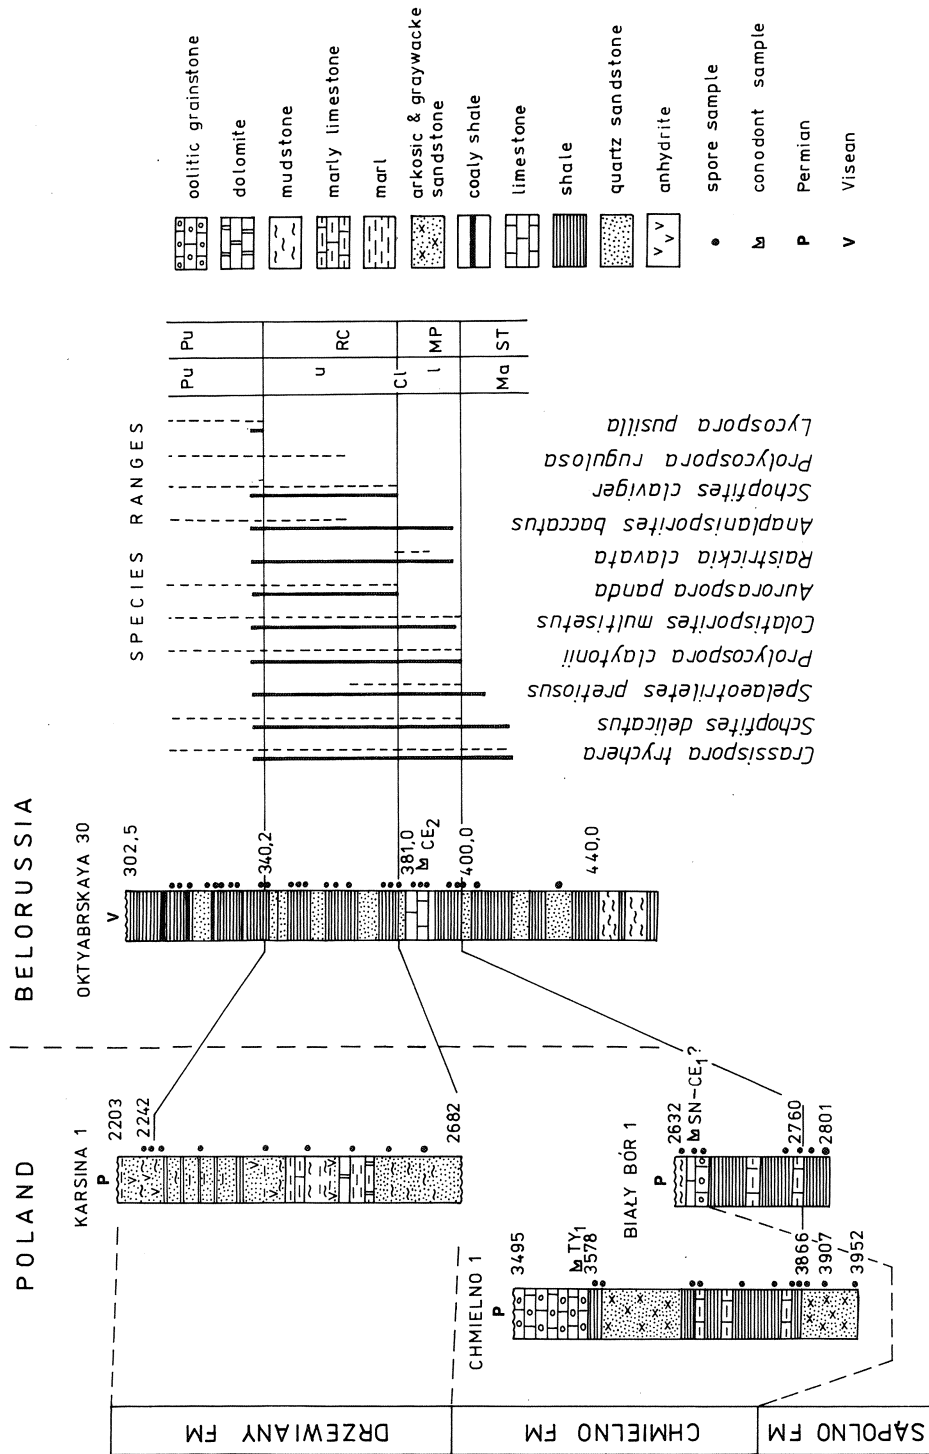 POLAND
BELORUSSIA
KARSINA 1
P
2203
2242
2682
CHMIELNO 1
P
3495
TY1
3578
3866
3907
3952
BIAŁY BÓR 1
P
2632
SN-CE1?
2760
2801
DRZEWIANY FM
CHMIELNO FM
SĄPOLNO FM
OKTYABRSKAYA 30
V
302,5
340,2
381,0
CE2
400,0
440,0
SPECIES RANGES
Crassispora trychera
Schopfites delicatus
Spelaeotriletes pretiosus
Prolycospora claytonii
Colatisporites multisetus
Auroraspora panda
Raistrickia clavata
Anaplanisporites baccatus
Schopfites claviger
Prolycospora rugulosa
Lycospora pusilla
Pu
u
Cl
l
Ma
Pu
RC
MP
ST
oolitic grainstone
dolomite
mudstone
marly limestone
marl
arkosic & graywacke
sandstone
coaly shale
limestone
shale
quartz sandstone
anhydrite
spore sample
conodont sample
P Permian
V Visean